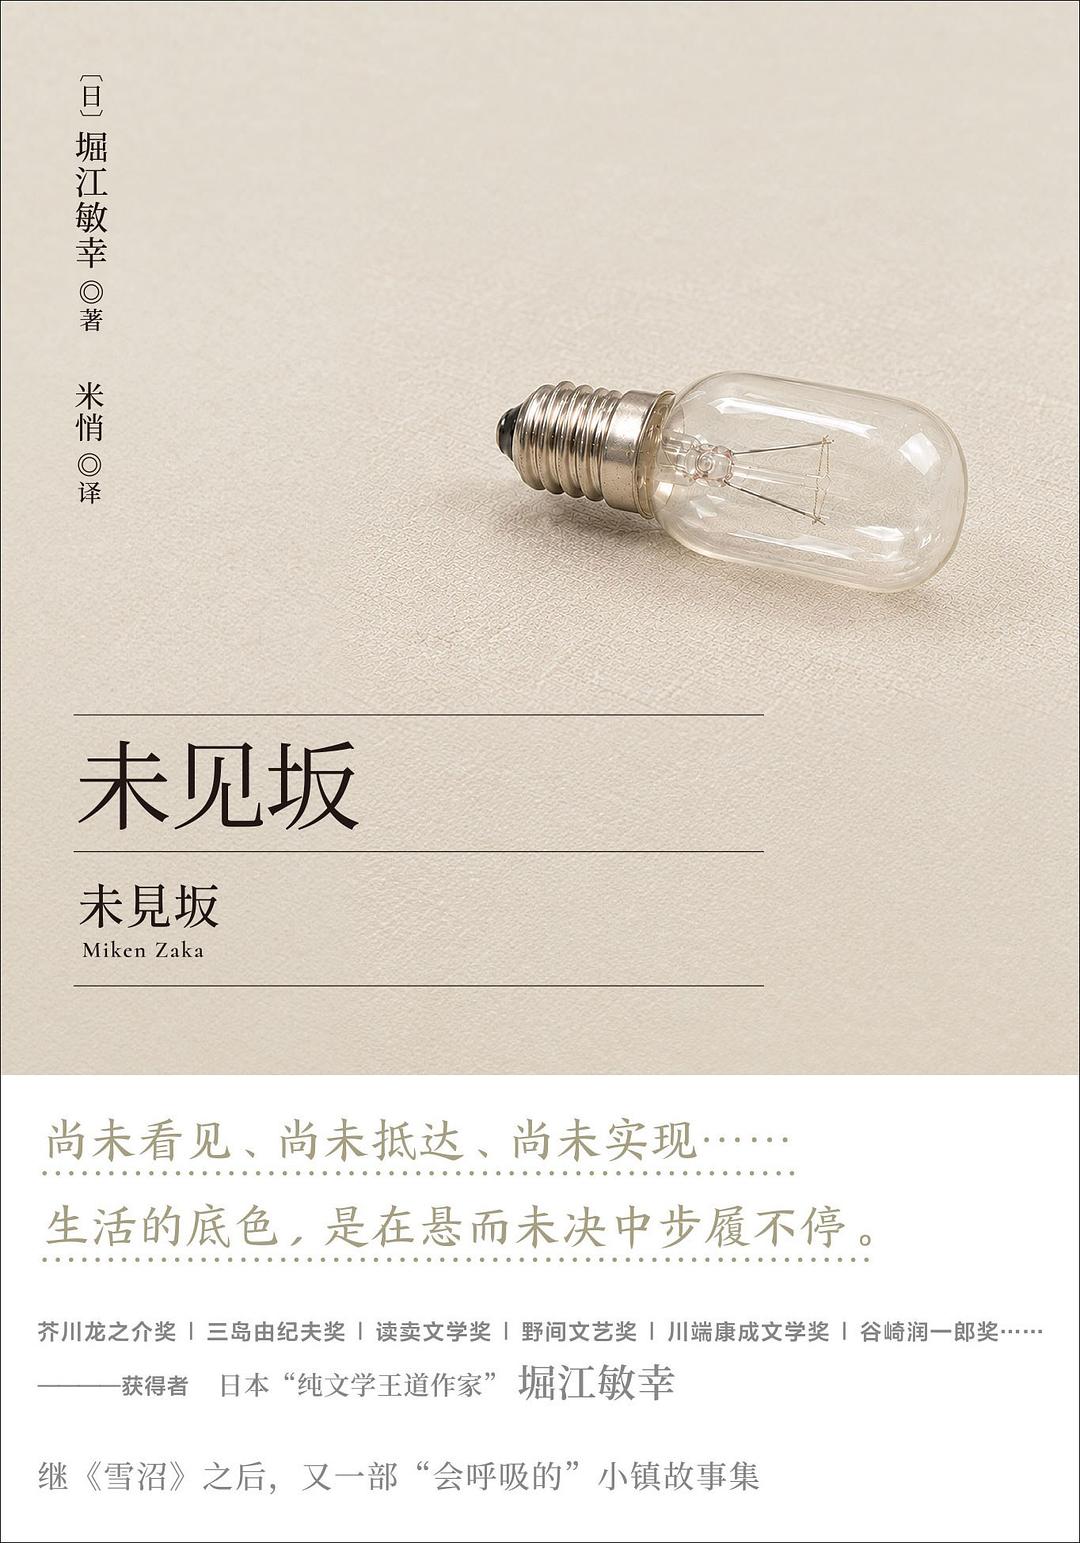 〔日〕堀江敏幸◎著
米悄◎译
未见坂
未見坂
Miken Zaka
尚未看见、尚未抵达、尚未实现……
生活的底色，是在悬而未决中步履不停。
芥川龙之介奖｜三岛由纪夫奖｜读卖文学奖｜野间文艺奖｜川端康成文学奖｜谷崎润一郎奖……
————获得者 日本“纯文学王道作家” 堀江敏幸
继《雪沼》之后，又一部“会呼吸的”小镇故事集